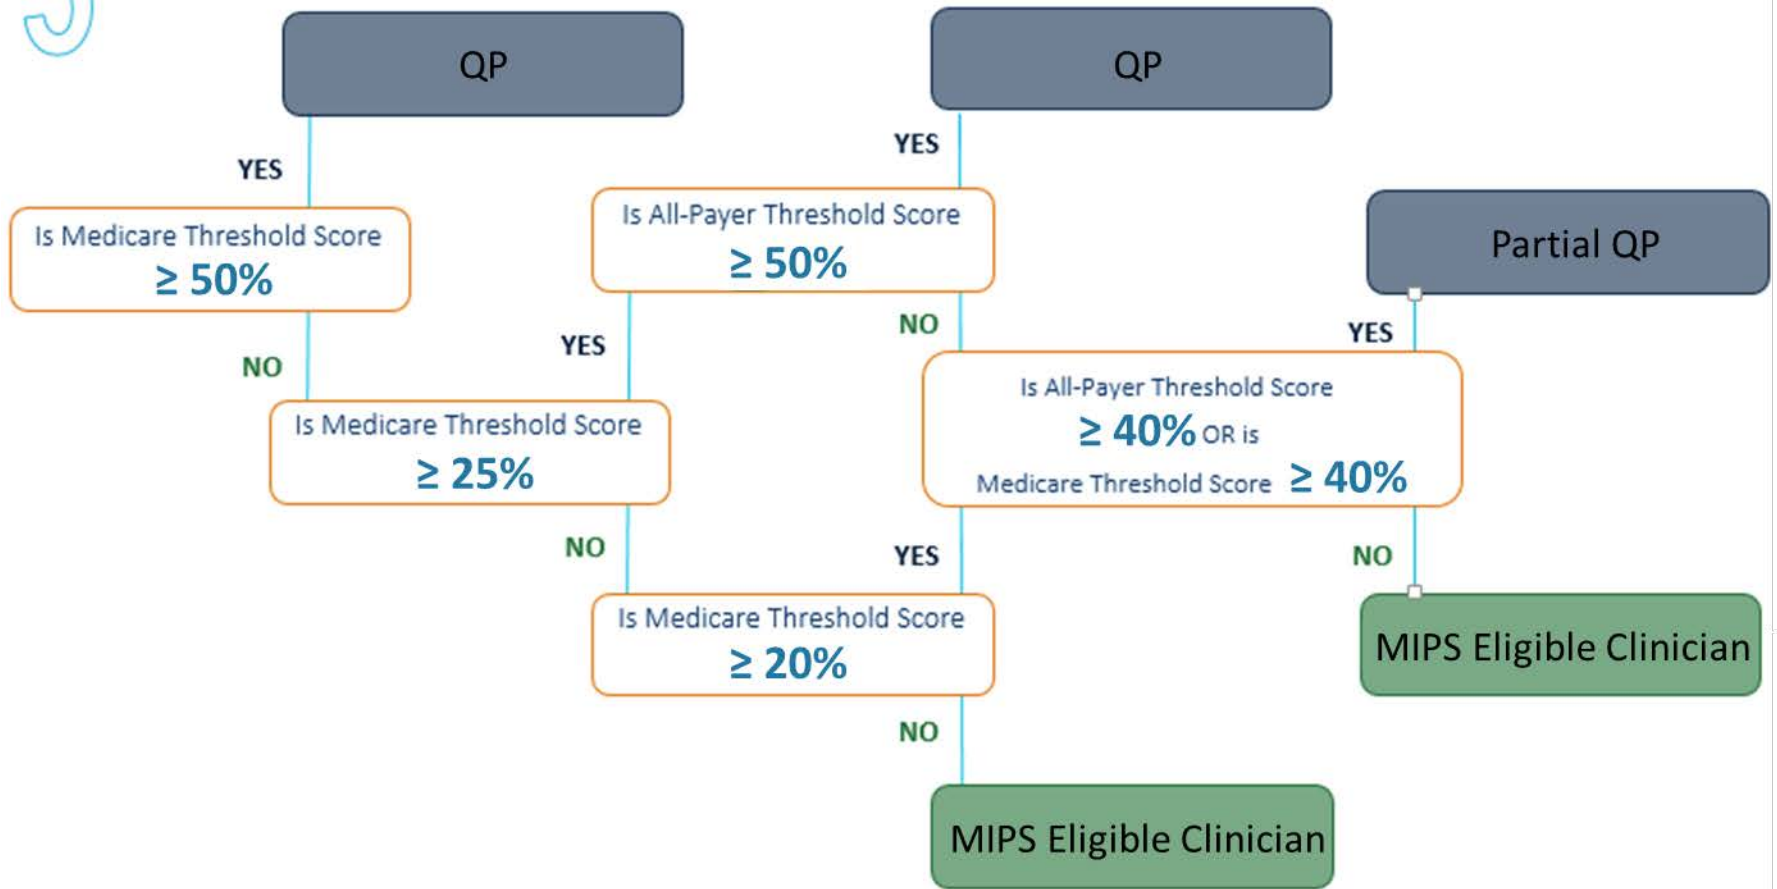 QP
QP
YES
YES
Is Medicare Threshold Score
≥ 50%
Is All-Payer Threshold Score
≥ 50%
Partial QP
NO
YES
NO
YES
Is Medicare Threshold Score
≥ 25%
Is All-Payer Threshold Score
≥ 40% OR is
Medicare Threshold Score ≥ 40%
NO
YES
NO
Is Medicare Threshold Score
≥ 20%
MIPS Eligible Clinician
NO
MIPS Eligible Clinician